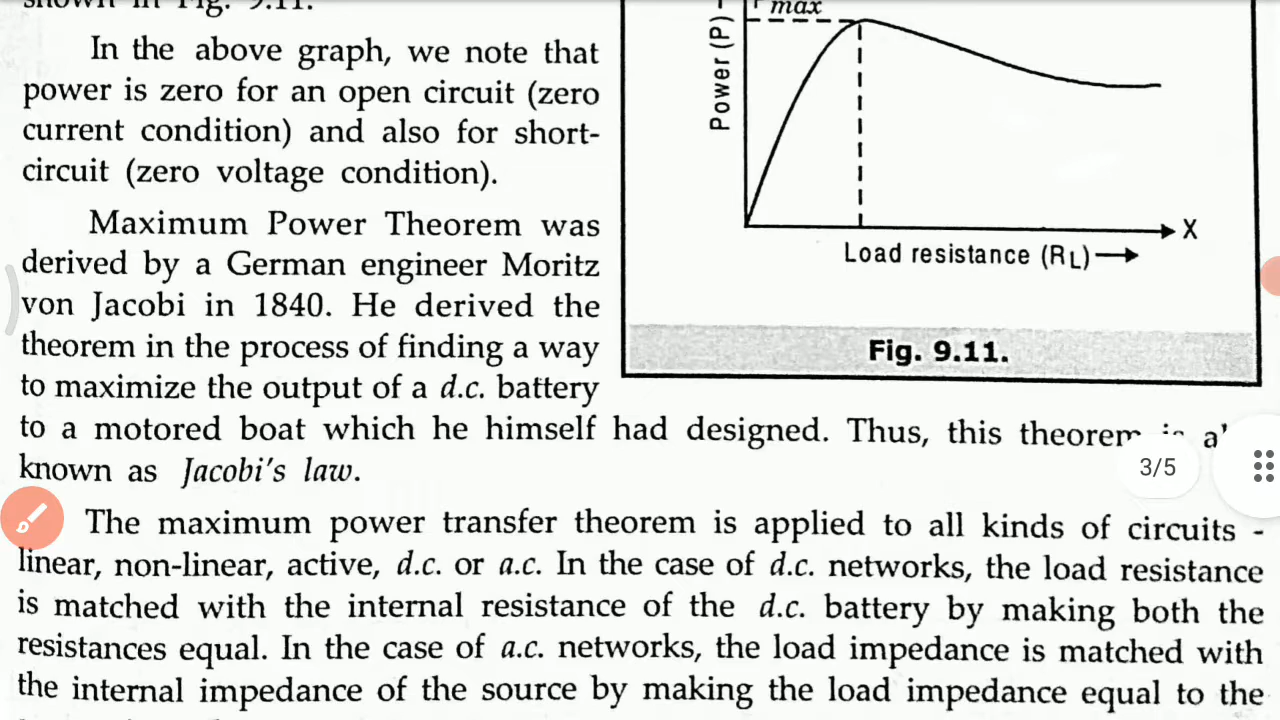 shown in Fig. 9.11.
In the above graph, we note that
power is zero for an open circuit (zero
current condition) and also for short-
circuit (zero voltage condition).
Maximum Power Theorem was
derived by a German engineer Moritz
von Jacobi in 1840. He derived the
theorem in the process of finding a way
to maximize the output of a d.c. battery
to a motored boat which he himself had designed. Thus, this theorem is
known as Jacobi's law.
The maximum power transfer theorem is applied to all kinds of circuits -
linear, non-linear, active, d.c. or a.c. In the case of d.c. networks, the load resistance
is matched with the internal resistance of the d.c. battery by making both the
resistances equal. In the case of a.c. networks, the load impedance is matched with
the internal impedance of the source by making the load impedance equal to the
Pmax
Power (P)
X
Load resistance (RL)
Fig. 9.11.
3/5